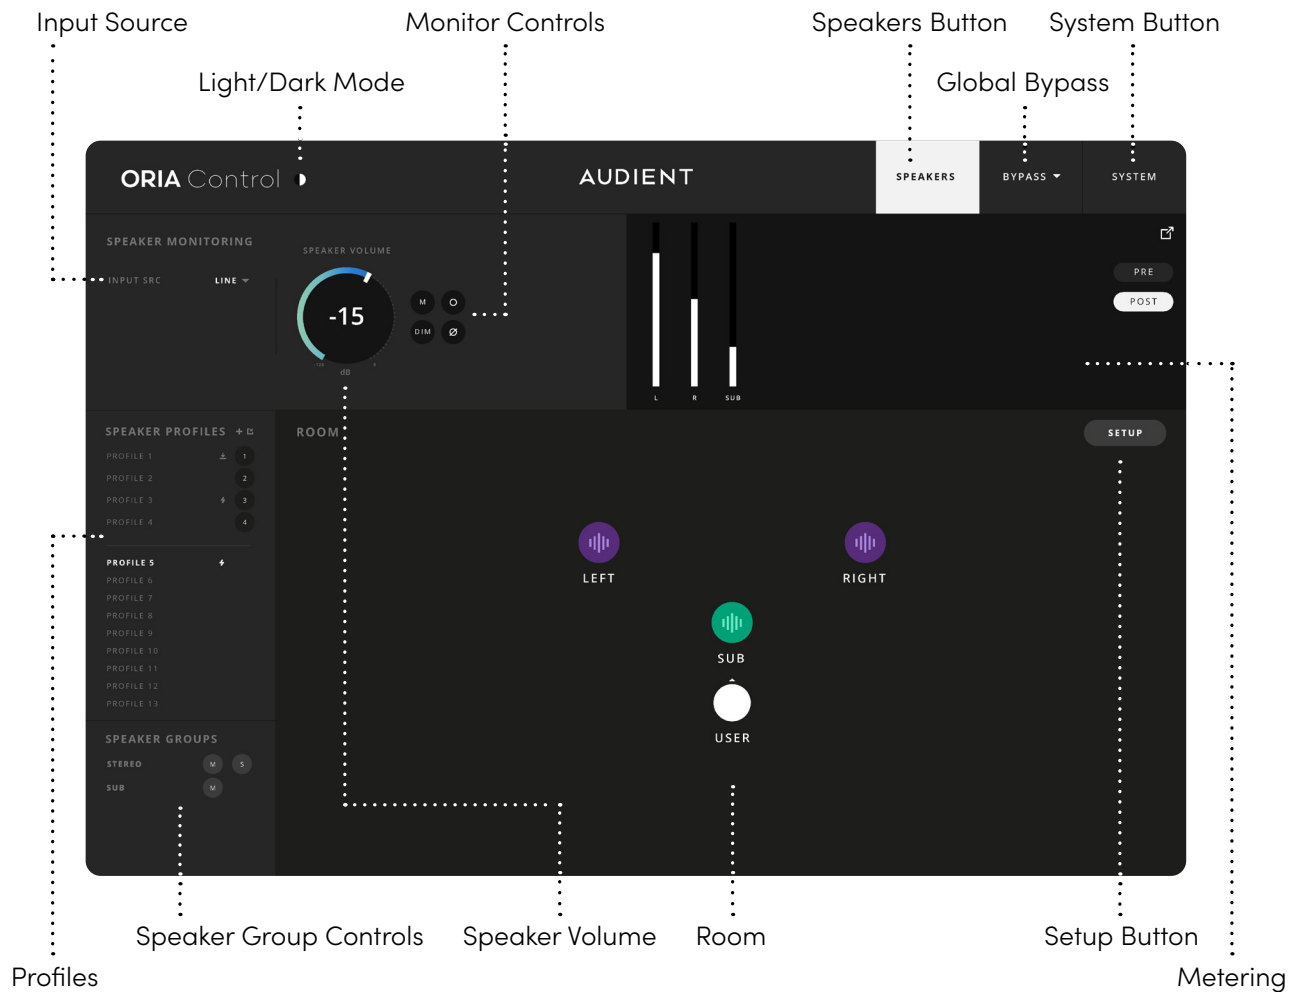 Input Source
Monitor Controls
Speakers Button
System Button
Light/Dark Mode
Global Bypass
ORIA Control
AUDIENT
SPEAKERS
BYPASS
SYSTEM
SPEAKER MONITORING
INPUT SRC
LINE
SPEAKER VOLUME
-15
dB
0
M
O
DIM
Ø
L
R
SUB
PRE
POST
SPEAKER PROFILES +
PROFILE 1
1
PROFILE 2
2
PROFILE 3
3
PROFILE 4
4
PROFILE 5
PROFILE 6
PROFILE 7
PROFILE 8
PROFILE 9
PROFILE 10
PROFILE 11
PROFILE 12
PROFILE 13
SPEAKER GROUPS
STEREO
M
S
SUB
M
ROOM
SETUP
LEFT
RIGHT
SUB
USER
Speaker Group Controls
Speaker Volume
Room
Setup Button
Profiles
Metering